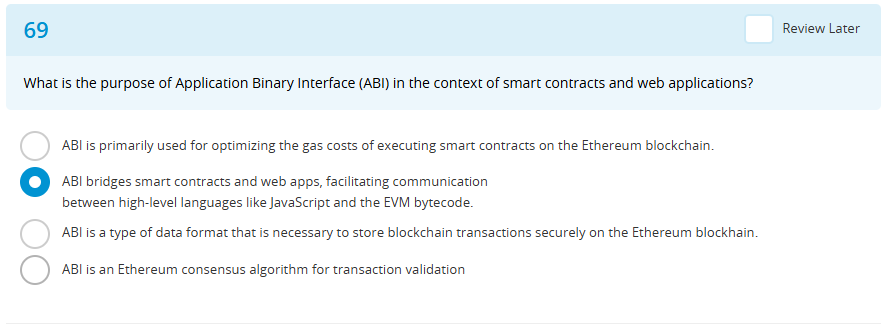 69
Review Later
What is the purpose of Application Binary Interface (ABI) in the context of smart contracts and web applications?
ABI is primarily used for optimizing the gas costs of executing smart contracts on the Ethereum blockchain.
ABI bridges smart contracts and web apps, facilitating communication
between high-level languages like JavaScript and the EVM bytecode.
ABI is a type of data format that is necessary to store blockchain transactions securely on the Ethereum blockhain.
ABI is an Ethereum consensus algorithm for transaction validation